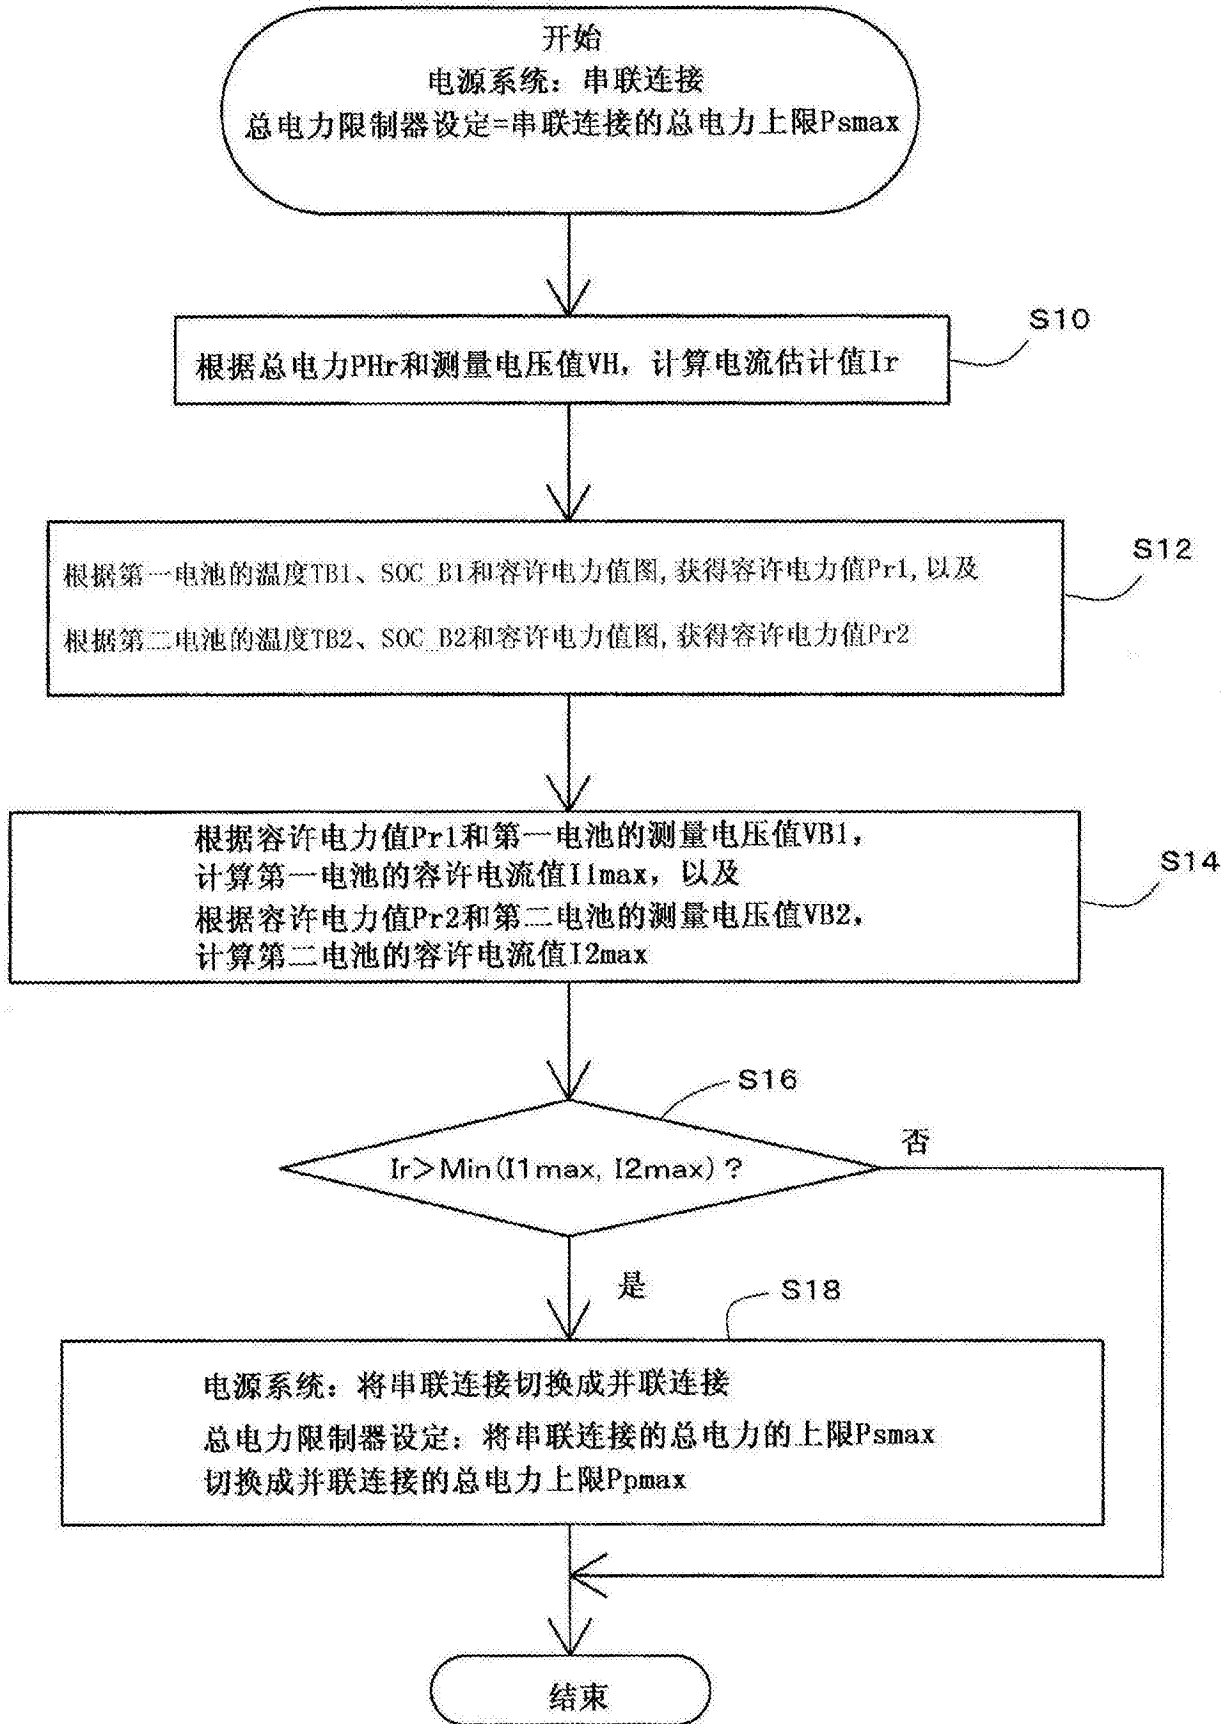 开始
电源系统：串联连接
总电力限制器设定=串联连接的总电力上限Psmax
S10
根据总电力PHr和测量电压值VH，计算电流估计值Ir
S12
根据第一电池的温度TB1、SOC_B1和容许电力值图,获得容许电力值Pr1,以及
根据第二电池的温度TB2、SOC_B2和容许电力值图,获得容许电力值Pr2
S14
根据容许电力值Pr1和第一电池的测量电压值VB1，
计算第一电池的容许电流值I1max，以及
根据容许电力值Pr2和第二电池的测量电压值VB2，
计算第二电池的容许电流值I2max
S16
Ir＞Min(I1max, I2max)？
否
是
S18
电源系统：将串联连接切换成并联连接
总电力限制器设定：将串联连接的总电力的上限Psmax
切换成并联连接的总电力上限Ppmax
结束